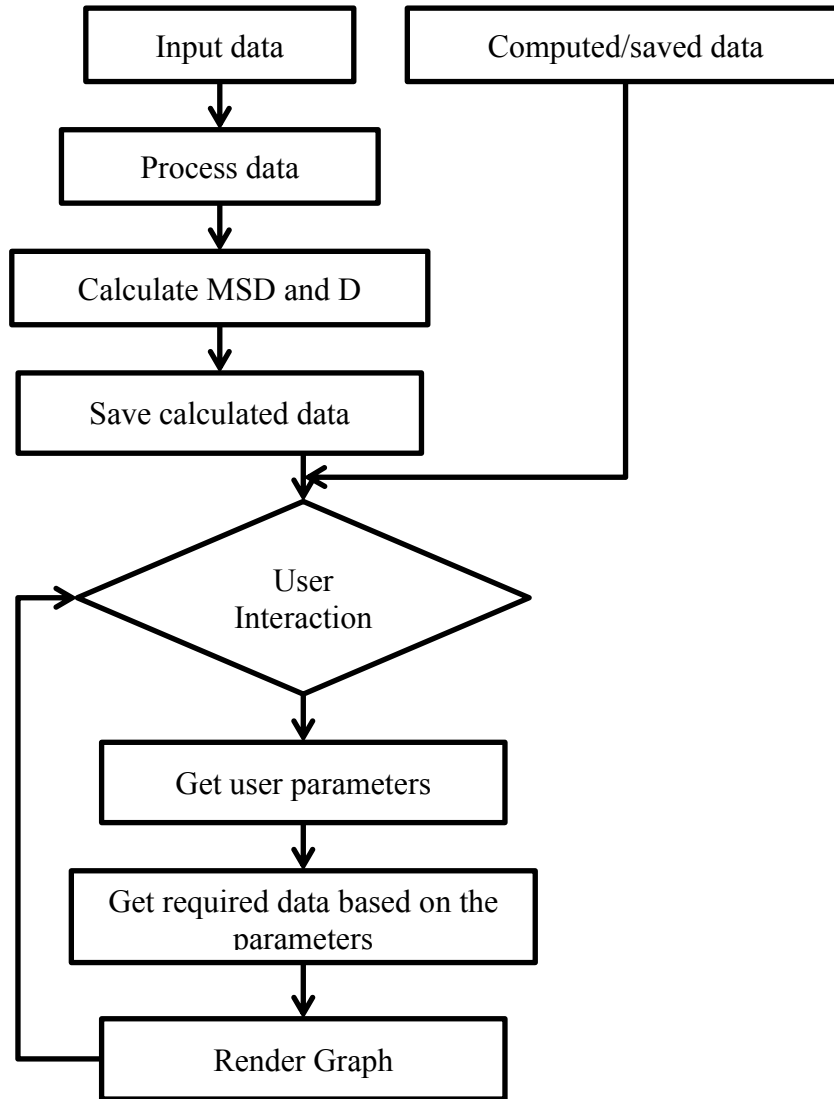 Input data
Computed/saved data
Process data
Calculate MSD and D
Save calculated data
User
Interaction
Get user parameters
Get required data based on the
parameters
Render Graph